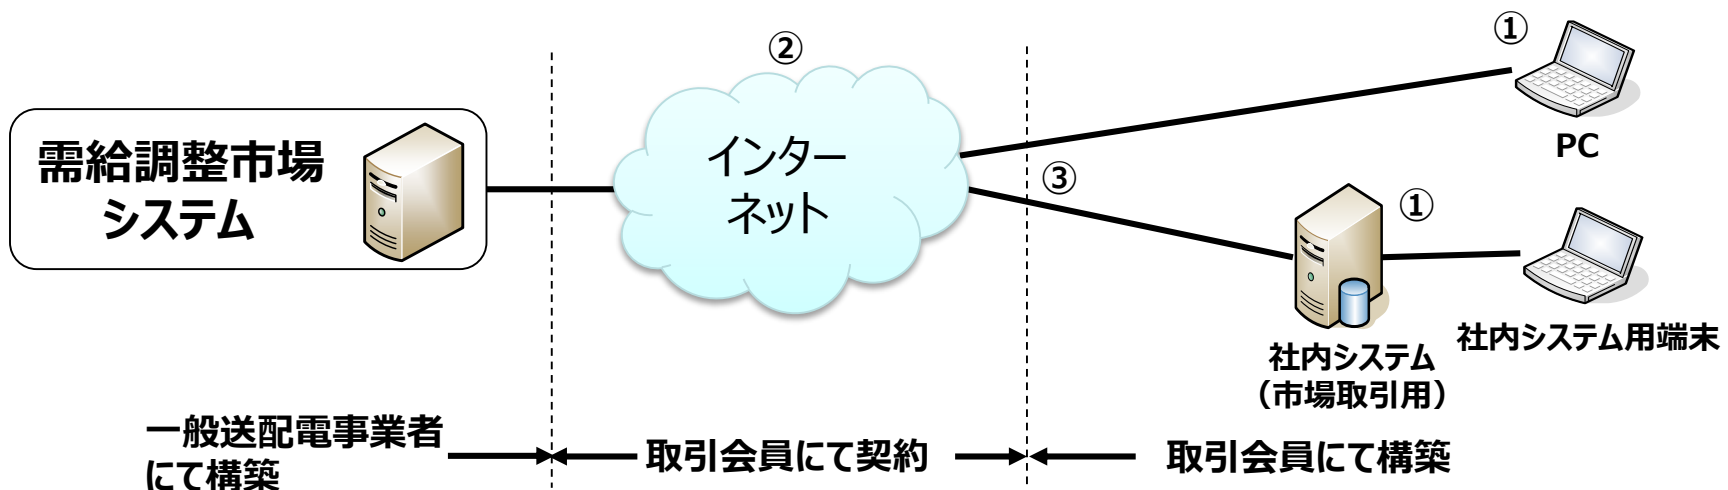 ②
①
需給調整市場
システム
インター
ネット
PC
③
①
社内システム
（市場取引用）
社内システム用端末
一般送配電事業者
にて構築
取引会員にて契約
取引会員にて構築